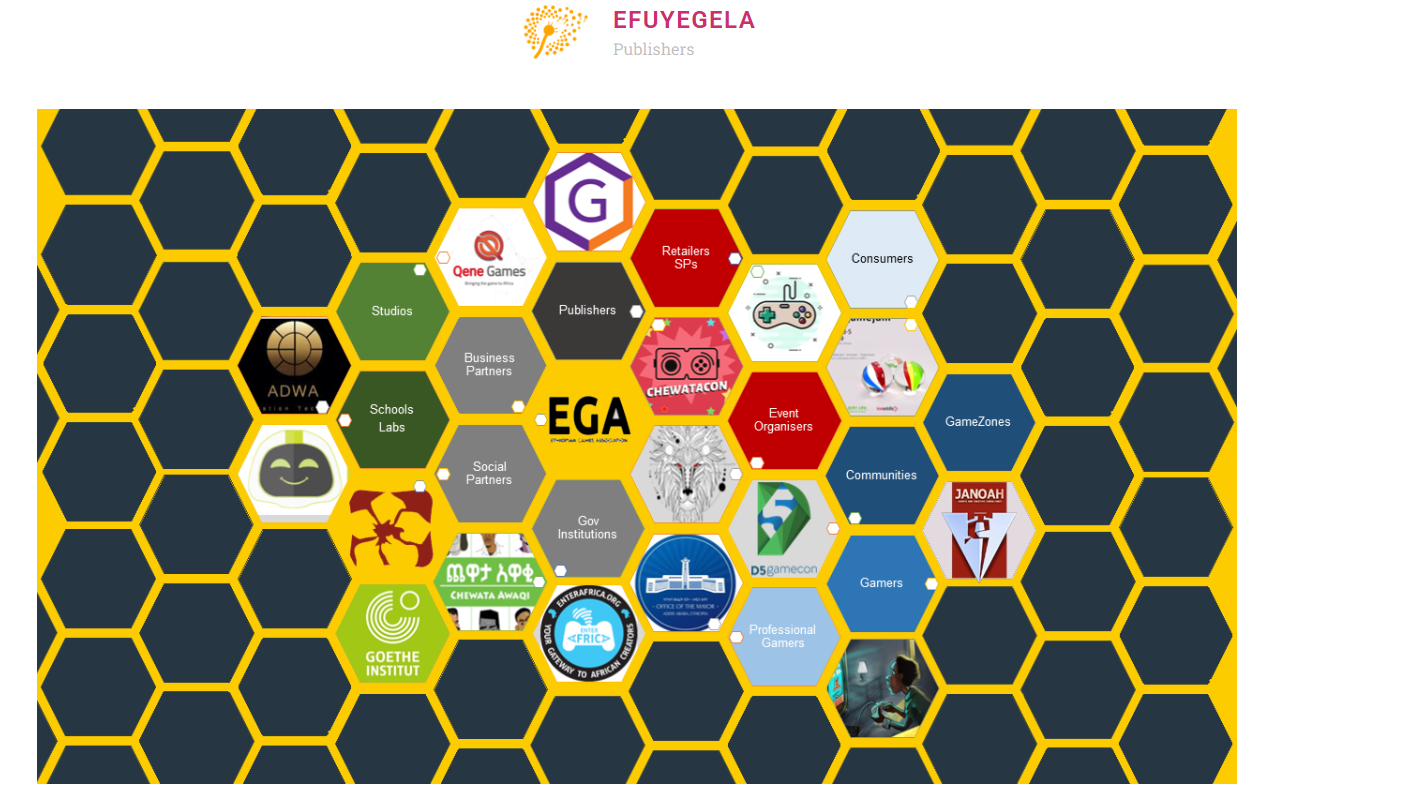 EFUYEGELA
Publishers
G
Qene Games
Bringing the game to Africa
Retailers
SPs
Consumers
Studios
Publishers
Business
Partners
CHEWATACON
ADWA
Schools
Labs
EGA
ETHIOPIAN GAMES ASSOCIATION
Event
Organisers
GameZones
Social
Partners
Communities
Gov
Institutions
JANOAH
D5gamecon
ጨዋታ አዋቂ
CHEWATA AWAQI
OFFICE OF THE MAYOR
ADDIS ABABA, ETHIOPIA
Gamers
ENTERAFRICA.ORG
ENTER
AFRICA
YOUR GATEWAY TO AFRICAN CREATORS
GOETHE
INSTITUT
Professional
Gamers